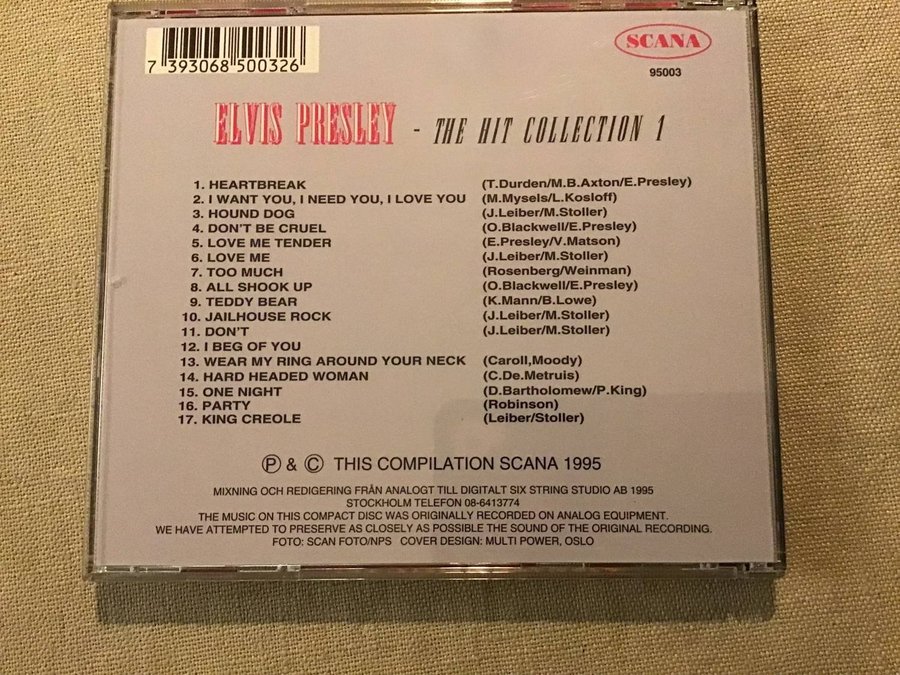 7 393068 500326
SCANA
95003
ELVIS PRESLEY - THE HIT COLLECTION 1
1. HEARTBREAK (T.Durden/M.B.Axton/E.Presley)
2. I WANT YOU, I NEED YOU, I LOVE YOU (M.Mysels/L.Kosloff)
3. HOUND DOG (J.Leiber/M.Stoller)
4. DON'T BE CRUEL (O.Blackwell/E.Presley)
5. LOVE ME TENDER (E.Presley/V.Matson)
6. LOVE ME (J.Leiber/M.Stoller)
7. TOO MUCH (Rosenberg/Weinman)
8. ALL SHOOK UP (O.Blackwell/E.Presley)
9. TEDDY BEAR (K.Mann/B.Lowe)
10. JAILHOUSE ROCK (J.Leiber/M.Stoller)
11. DON'T (J.Leiber/M.Stoller)
12. I BEG OF YOU
13. WEAR MY RING AROUND YOUR NECK (Caroll,Moody)
14. HARD HEADED WOMAN (C.De.Metruis)
15. ONE NIGHT (D.Bartholomew/P.King)
16. PARTY (Robinson)
17. KING CREOLE (Leiber/Stoller)
Ⓟ & © THIS COMPILATION SCANA 1995
MIXNING OCH REDIGERING FRÅN ANALOGT TILL DIGITALT SIX STRING STUDIO AB 1995
STOCKHOLM TELEFON 08-6413774
THE MUSIC ON THIS COMPACT DISC WAS ORIGINALLY RECORDED ON ANALOG EQUIPMENT.
WE HAVE ATTEMPTED TO PRESERVE AS CLOSELY AS POSSIBLE THE SOUND OF THE ORIGINAL RECORDING.
FOTO: SCAN FOTO/NPS COVER DESIGN: MULTI POWER, OSLO